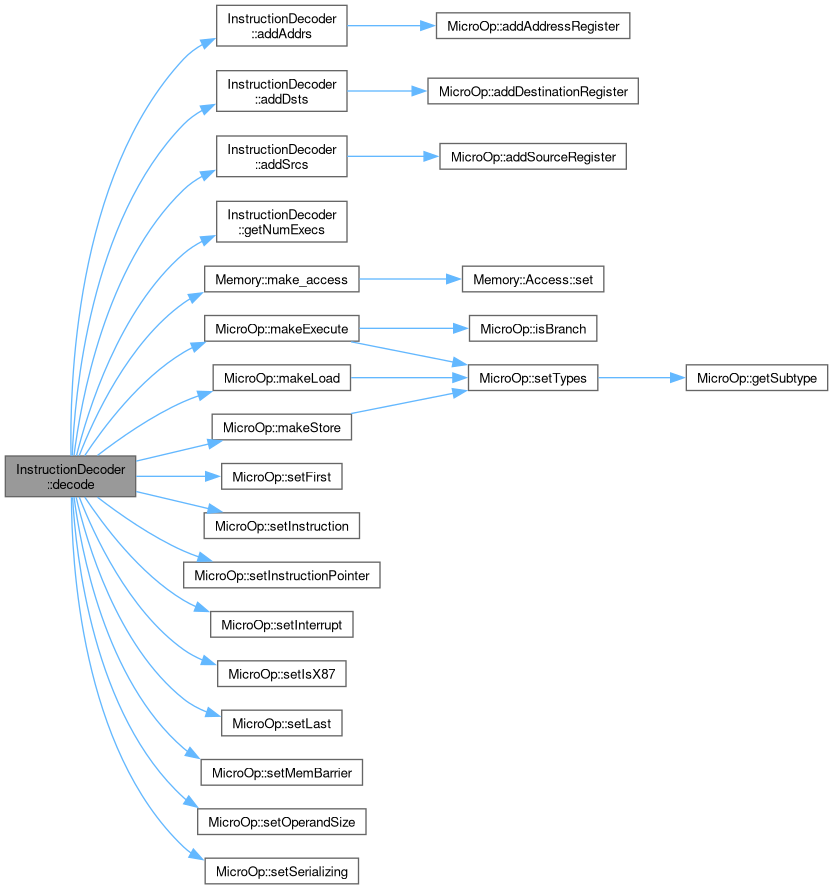 InstructionDecoder
::addAddrs
MicroOp::addAddressRegister
InstructionDecoder
::addDsts
MicroOp::addDestinationRegister
InstructionDecoder
::addSrcs
MicroOp::addSourceRegister
InstructionDecoder
::getNumExecs
Memory::make_access
Memory::Access::set
MicroOp::makeExecute
MicroOp::isBranch
MicroOp::makeLoad
MicroOp::setTypes
MicroOp::getSubtype
MicroOp::makeStore
InstructionDecoder
::decode
MicroOp::setFirst
MicroOp::setInstruction
MicroOp::setInstructionPointer
MicroOp::setInterrupt
MicroOp::setIsX87
MicroOp::setLast
MicroOp::setMemBarrier
MicroOp::setOperandSize
MicroOp::setSerializing